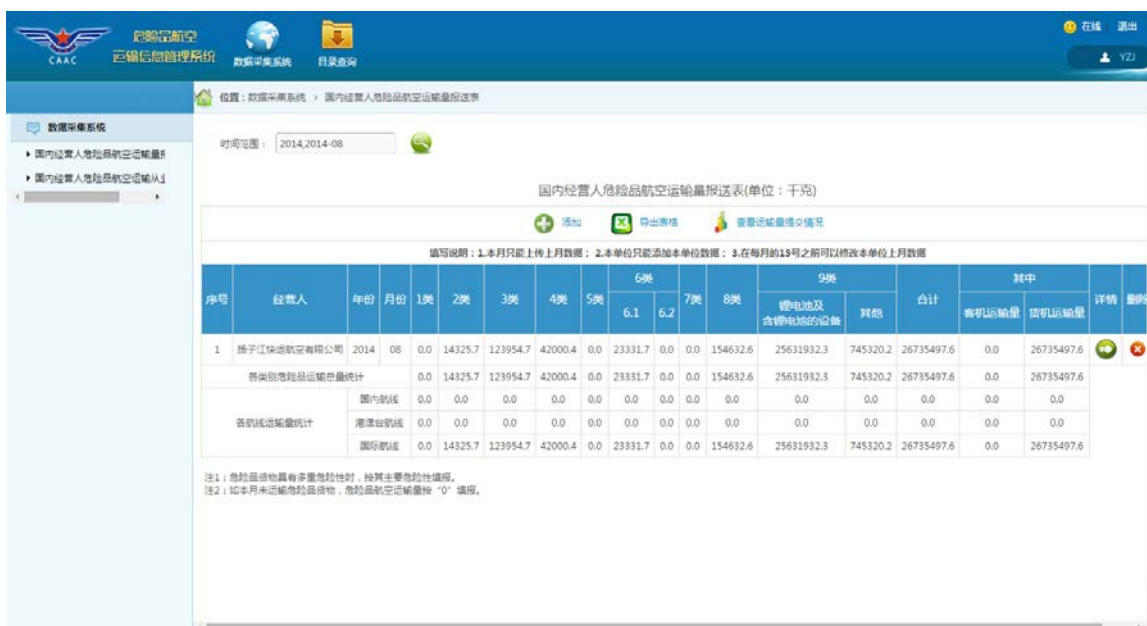 危险品航空
运输信息管理系统
CAAC
数据采集系统
目录查询
在线 退出
YZJ
位置：数据采集系统 › 国内经营人危险品航空运输量报送表
数据采集系统
国内经营人危险品航空运输量
国内经营人危险品航空运输从业
时间范围： 2014,2014-08
国内经营人危险品航空运输量报送表(单位：千克)
添加 导出表格 查看运输量提交情况
填写说明：1.本月只能上传上月数据； 2.本单位只能添加本单位数据； 3.在每月的15号之前可以修改本单位上月数据
序号 经营人 年份 月份 1类 2类 3类 4类 5类 6类 7类 8类 9类 合计 其中 详情 删除
6.1 6.2 锂电池及含锂电池的设备 其他 客机运输量 货机运输量
1 扬子江快运航空有限公司 2014 08 0.0 14325.7 123954.7 42000.4 0.0 23331.7 0.0 0.0 154632.6 25631932.3 745320.2 26735497.6 0.0 26735497.6
各类别危险品运输总量统计 0.0 14325.7 123954.7 42000.4 0.0 23331.7 0.0 0.0 154632.6 25631932.3 745320.2 26735497.6 0.0 26735497.6
各航线运输量统计
国内航线 0.0 0.0 0.0 0.0 0.0 0.0 0.0 0.0 0.0 0.0 0.0 0.0 0.0 0.0
港澳台航线 0.0 0.0 0.0 0.0 0.0 0.0 0.0 0.0 0.0 0.0 0.0 0.0 0.0 0.0
国际航线 0.0 14325.7 123954.7 42000.4 0.0 23331.7 0.0 0.0 154632.6 25631932.3 745320.2 26735497.6 0.0 26735497.6
注1：危险品货物具有多重危险性时，按其主要危险性填报。
注2：如本月未运输危险品货物，危险品航空运输量按“0”填报。